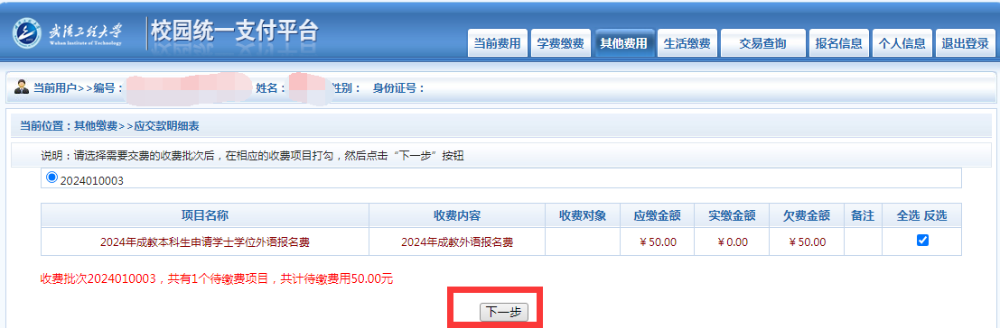 武汉工程大学
Wuhan Institute of Technology
校园统一支付平台
当前费用 学费缴费 其他费用 生活缴费 交易查询 报名信息 个人信息 退出登录
当前用户>>编号： 姓名： 性别： 身份证号：
当前位置：其他缴费>>应交款明细表
说明：请选择需要交费的收费批次后，在相应的收费项目打勾，然后点击“下一步”按钮
2024010003
项目名称 收费内容 收费对象 应缴金额 实缴金额 欠费金额 备注 全选 反选
2024年成教本科生申请学士学位外语报名费 2024年成教外语报名费 ￥50.00 ￥0.00 ￥50.00
收费批次2024010003，共有1个待缴费项目，共计待缴费用50.00元
下一步